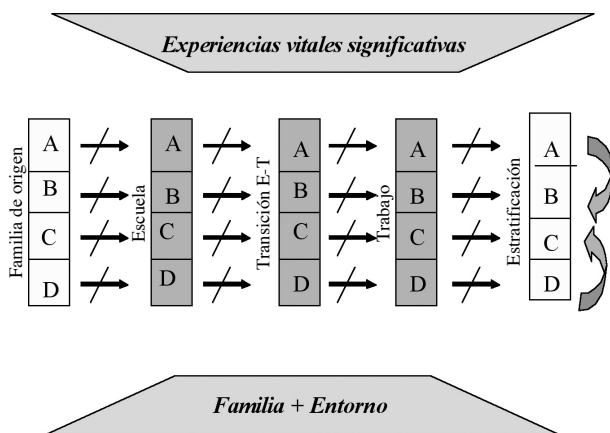 Experiencias vitales significativas
Familia de origen
A
B
C
D
Escuela
A
B
C
D
Transición E-T
A
B
C
D
Trabajo
A
B
C
D
Estratificación
A
B
C
D
Familia + Entorno